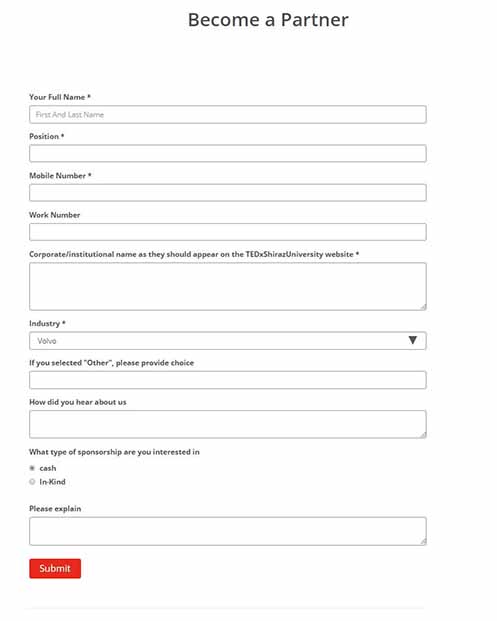 Become a Partner
Your Full Name *
First And Last Name
Position *
Mobile Number *
Work Number
Corporate/institutional name as they should appear on the TEDxShirazUniversity website *
Industry *
Volvo
If you selected "Other", please provide choice
How did you hear about us
What type of sponsorship are you interested in
cash
In-Kind
Please explain
Submit